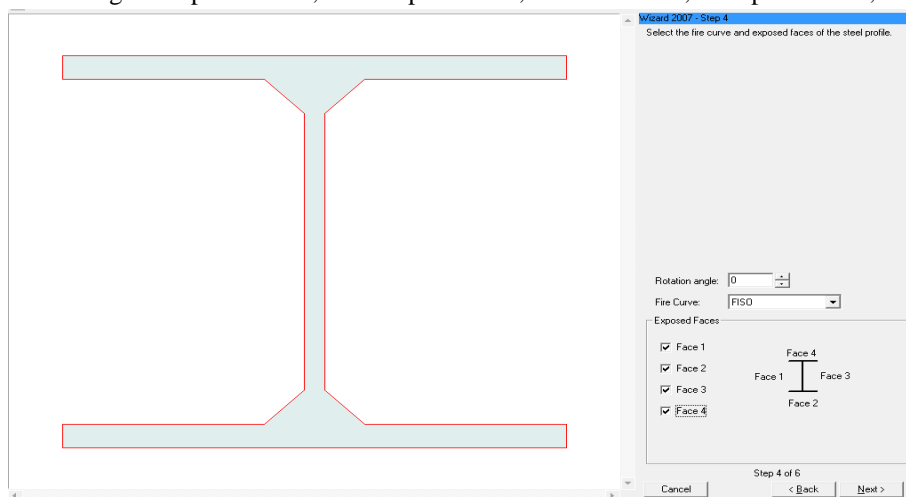 Wizard 2007 - Step 4
Select the fire curve and exposed faces of the steel profile.
Rotation angle: 0
Fire Curve: FISO
Exposed Faces
Face 1
Face 2
Face 3
Face 4
Face 4
Face 1 Face 3
Face 2
Step 4 of 6
Cancel < Back Next >